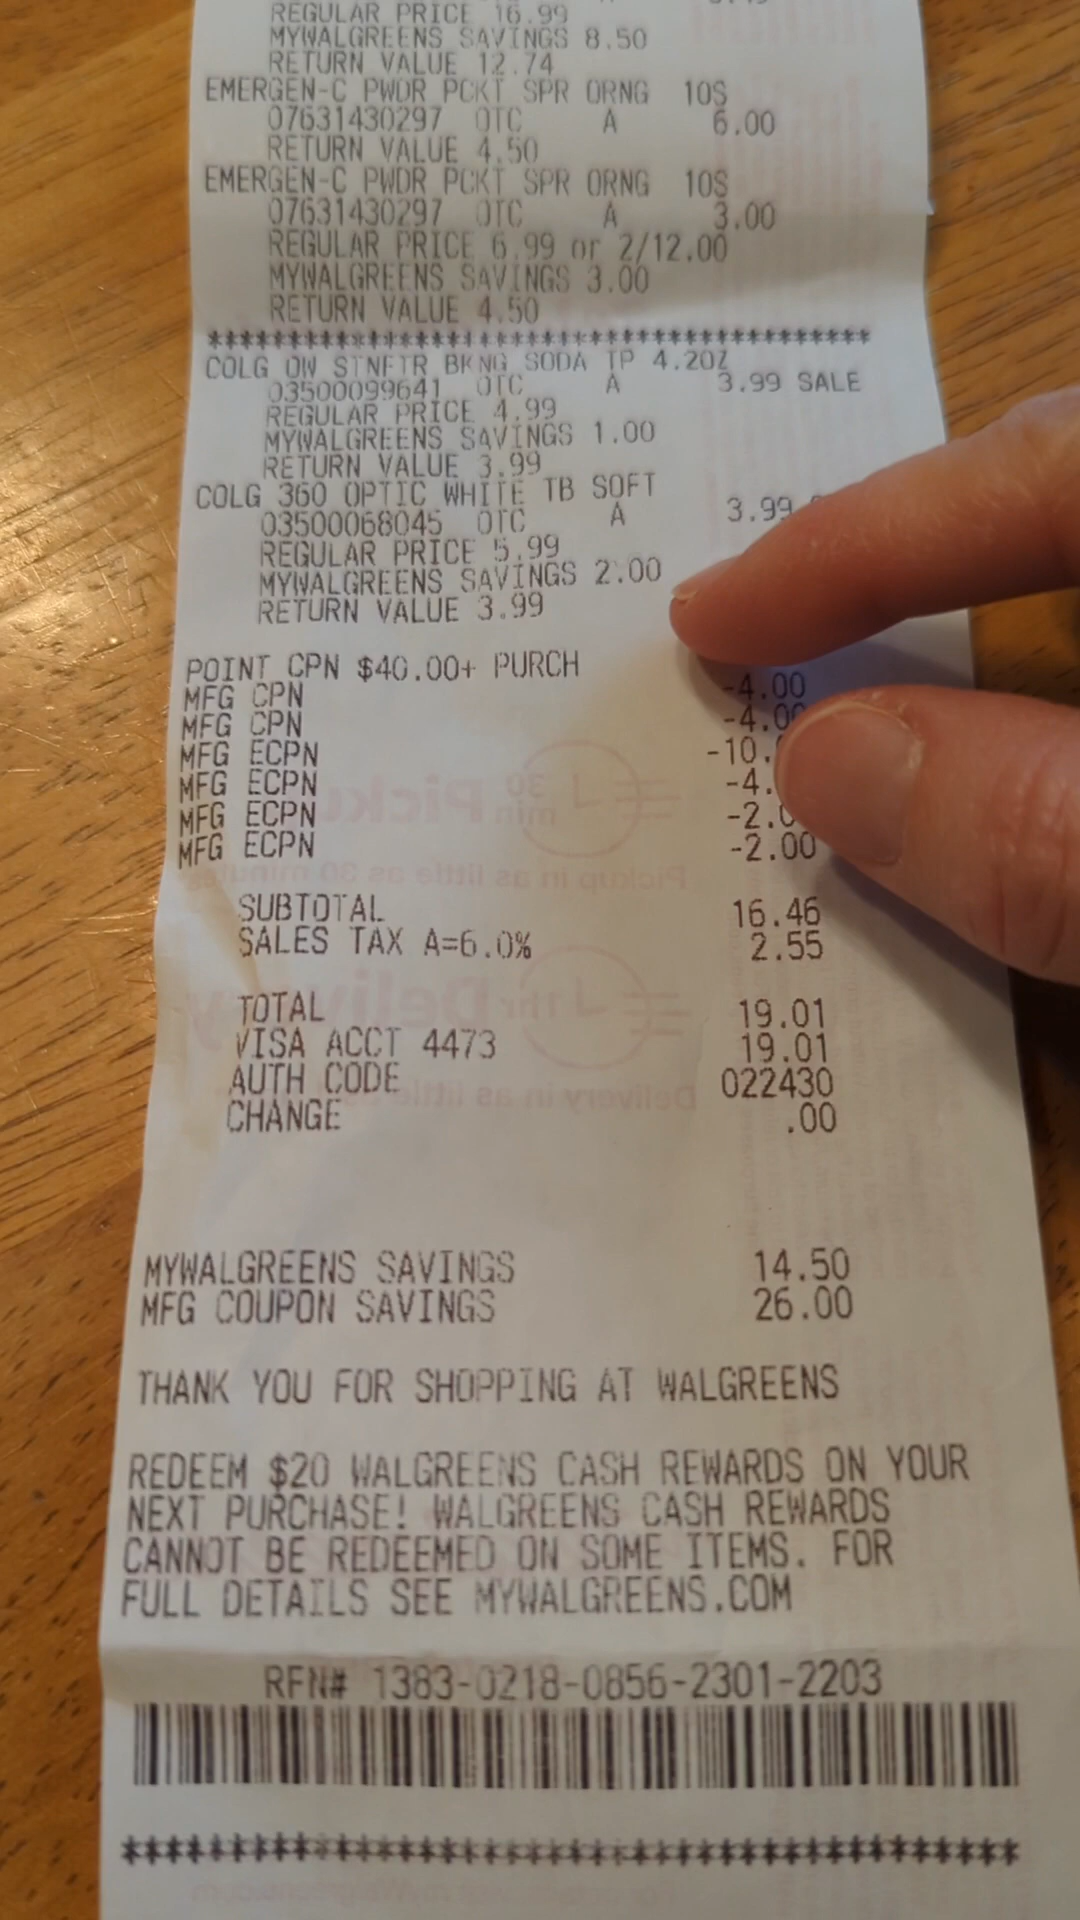 REGULAR PRICE 16.99
MYWALGREENS SAVINGS 8.50
RETURN VALUE 12.74
EMERGEN-C PWDR PCKT SPR ORNG 10S
07631430297 OTC A 6.00
RETURN VALUE 4.50
EMERGEN-C PWDR PCKT SPR ORNG 10S
07631430297 OTC A 3.00
REGULAR PRICE 6.99 or 2/12.00
MYWALGREENS SAVINGS 3.00
RETURN VALUE 4.50
****************************************
COLG OW STNFTR BKNG SODA TP 4.2OZ
03500099641 OTC A 3.99 SALE
REGULAR PRICE 4.99
MYWALGREENS SAVINGS 1.00
RETURN VALUE 3.99
COLG 360 OPTIC WHITE TB SOFT
03500068045 OTC A 3.99
REGULAR PRICE 5.99
MYWALGREENS SAVINGS 2.00
RETURN VALUE 3.99
POINT CPN $40.00+ PURCH
MFG CPN -4.00
MFG CPN -4.00
MFG ECPN -10.
MFG ECPN -4.
MFG ECPN -2.0
MFG ECPN -2.00
SUBTOTAL 16.46
SALES TAX A=6.0% 2.55
TOTAL 19.01
VISA ACCT 4473 19.01
AUTH CODE 022430
CHANGE .00
MYWALGREENS SAVINGS 14.50
MFG COUPON SAVINGS 26.00
THANK YOU FOR SHOPPING AT WALGREENS
REDEEM $20 WALGREENS CASH REWARDS ON YOUR
NEXT PURCHASE! WALGREENS CASH REWARDS
CANNOT BE REDEEMED ON SOME ITEMS. FOR
FULL DETAILS SEE MYWALGREENS.COM
RFN# 1383-0218-0856-2301-2203
****************************************